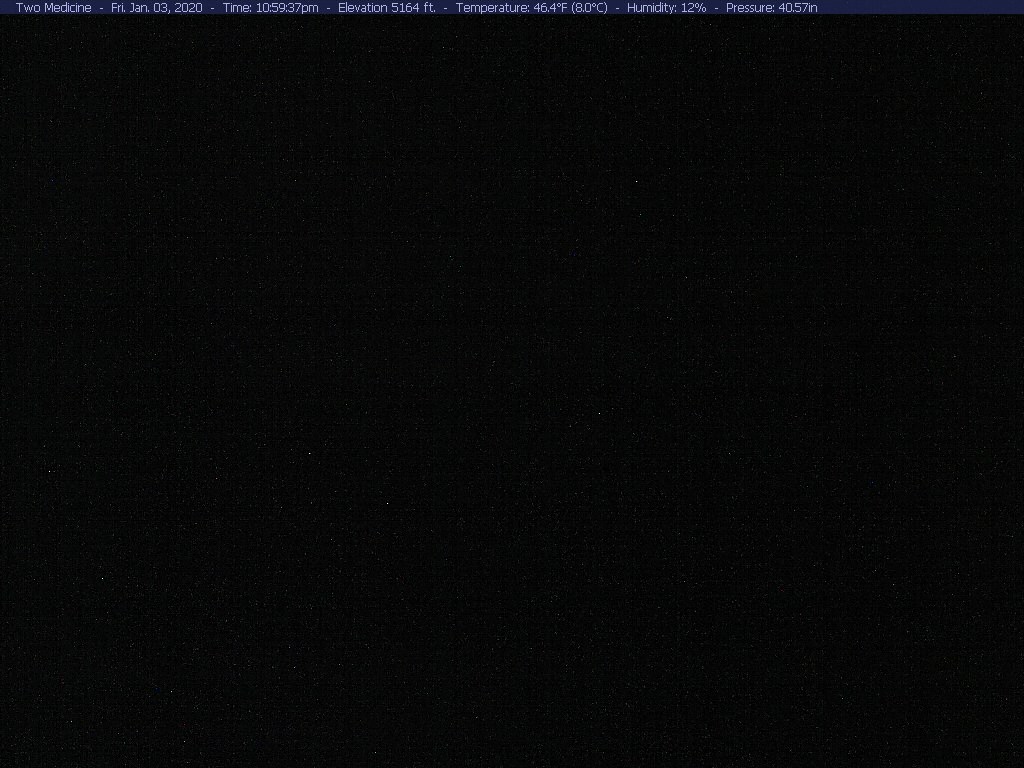 Two Medicine - Fri. Jan. 03, 2020 - Time: 10:59:37pm - Elevation 5164 ft. - Temperature: 46.4°F (8.0°C) - Humidity: 12% - Pressure: 40.57in